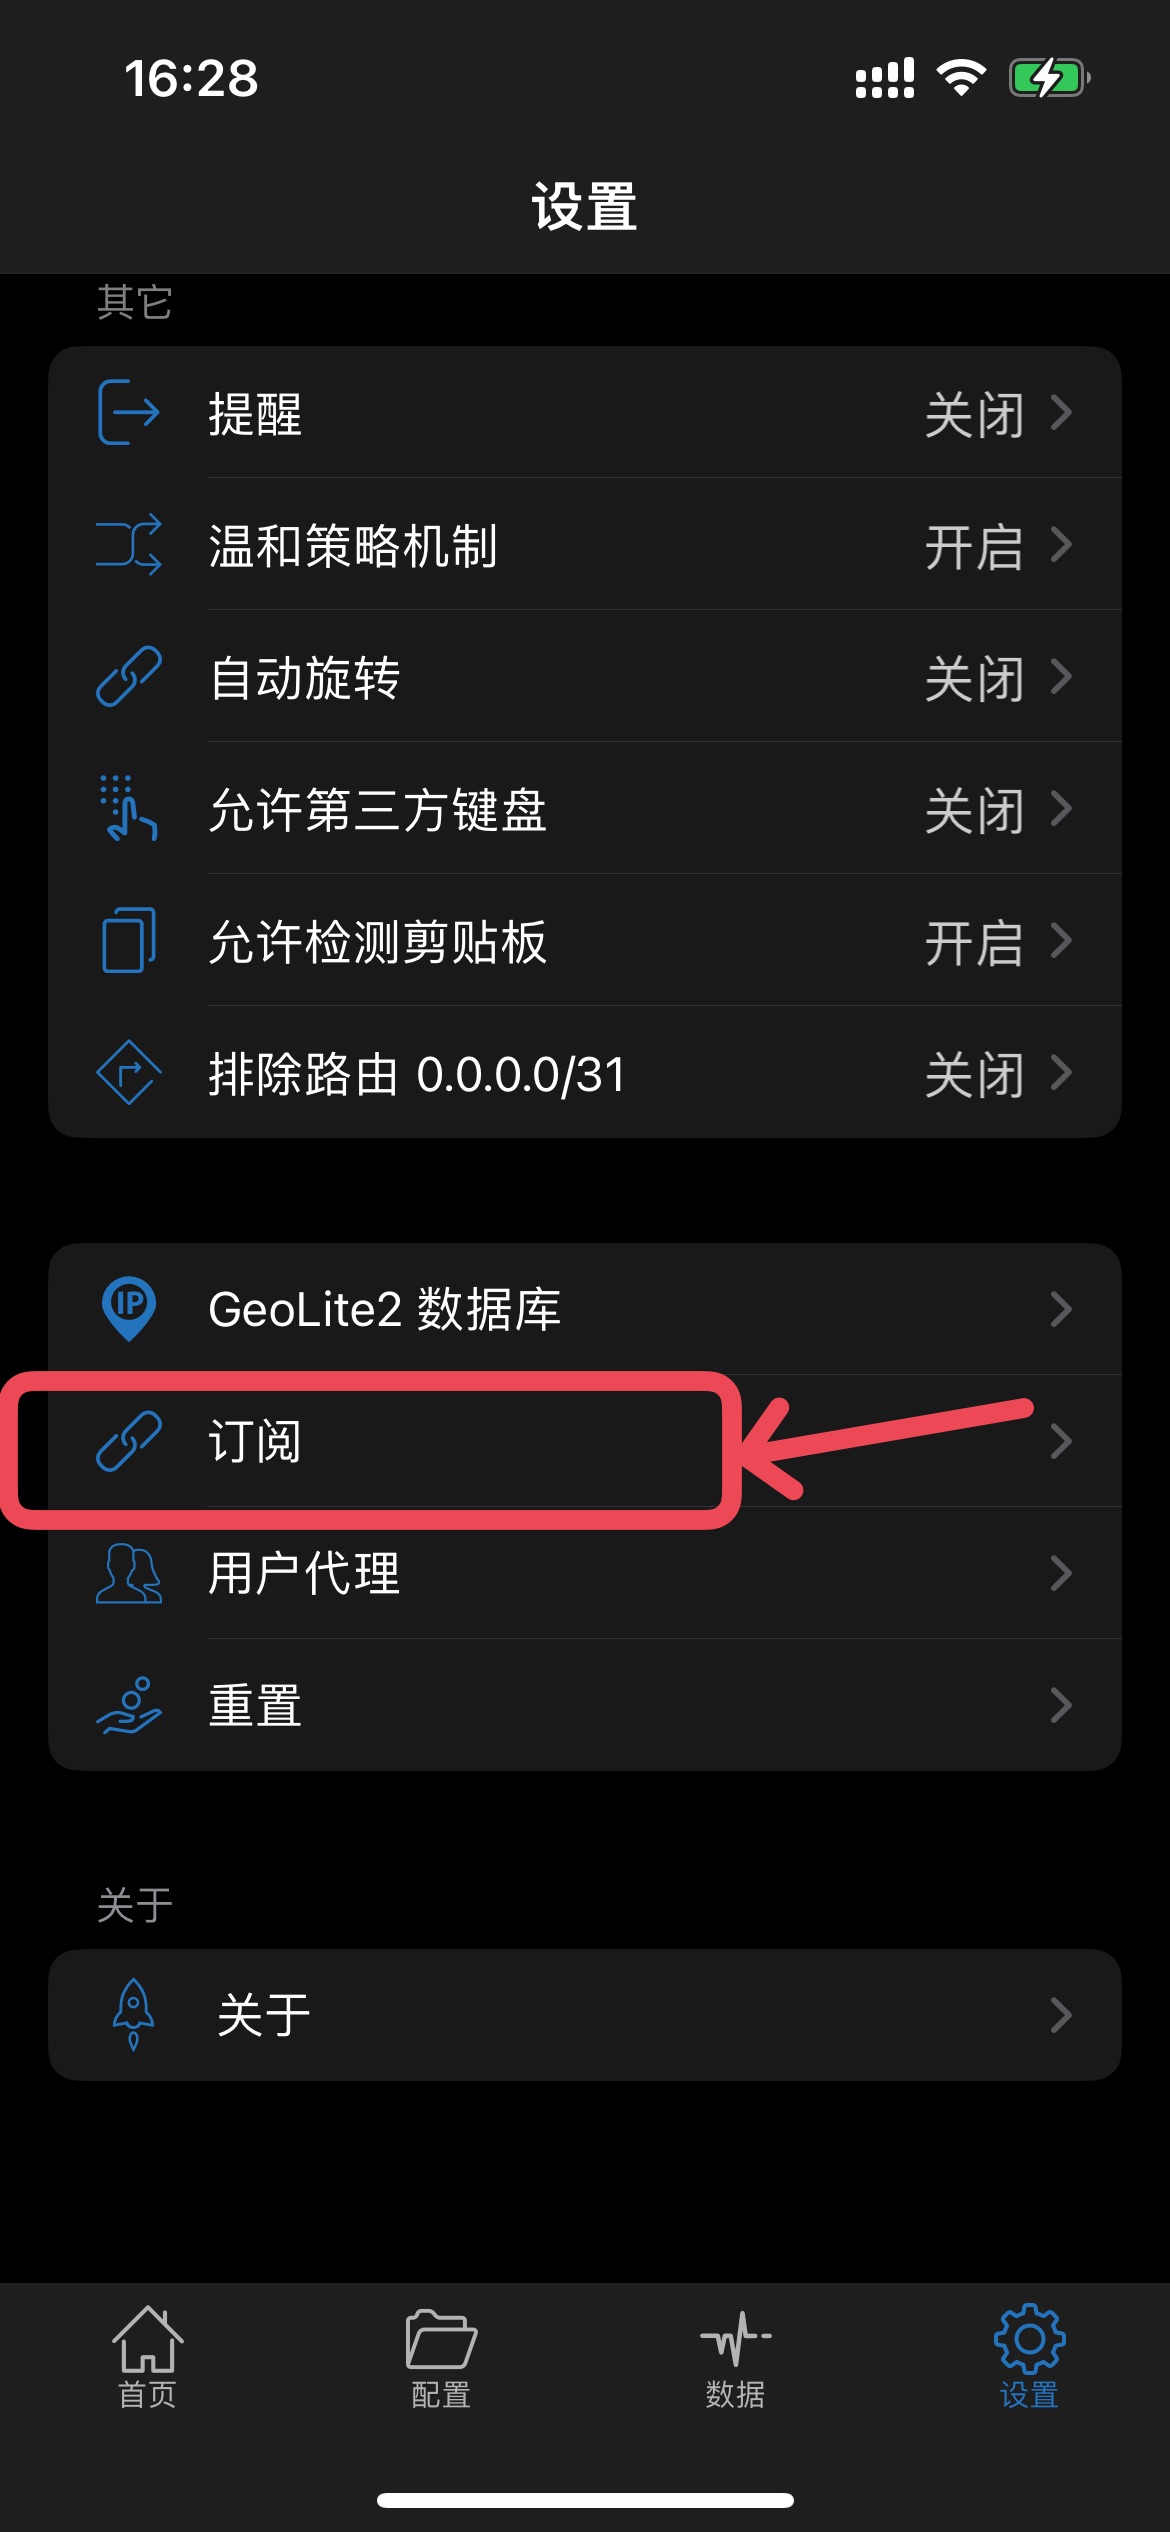 16:28
设置
其它
提醒 关闭
温和策略机制 开启
自动旋转 关闭
允许第三方键盘 关闭
允许检测剪贴板 开启
排除路由 0.0.0.0/31 关闭
IP GeoLite2 数据库
订阅
用户代理
重置
关于
关于
首页 配置 数据 设置